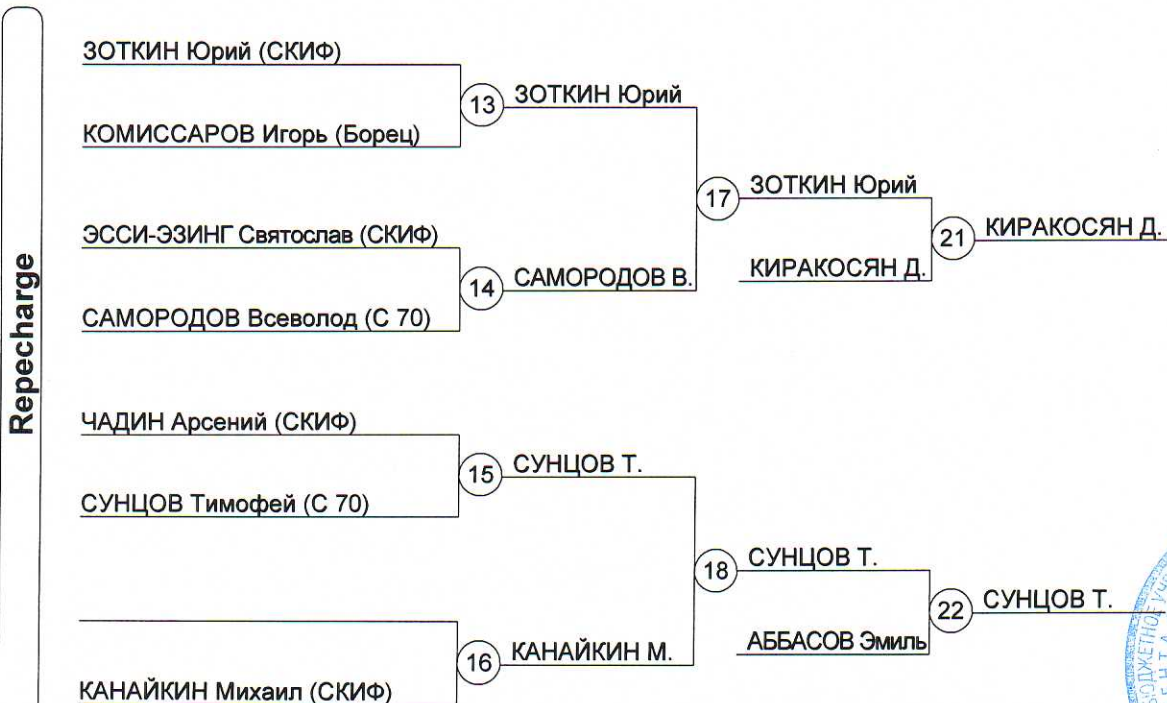 Repechage
ЗОТКИН Юрий (СКИФ)
13 ЗОТКИН Юрий
КОМИССАРОВ Игорь (Борец)
17 ЗОТКИН Юрий
ЭССИ-ЭЗИНГ Святослав (СКИФ)
21 КИРАКОСЯН Д.
14 САМОРОДОВ В.
КИРАКОСЯН Д.
САМОРОДОВ Всеволод (С 70)
ЧАДИН Арсений (СКИФ)
15 СУНЦОВ Т.
СУНЦОВ Тимофей (С 70)
18 СУНЦОВ Т.
22 СУНЦОВ Т.
16 КАНАЙКИН М.
АББАСОВ Эмиль
КАНАЙКИН Михаил (СКИФ)